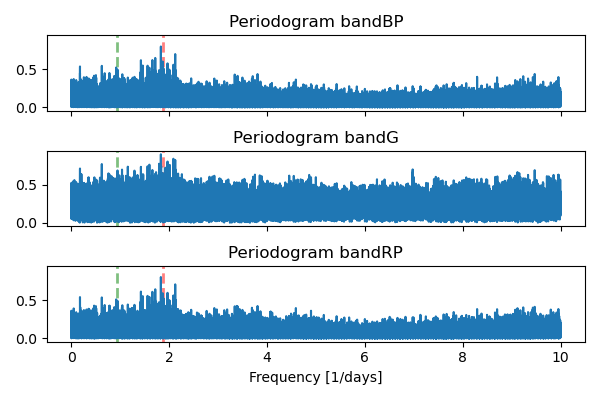 Periodogram bandBP
0.5
0.0
Periodogram bandG
0.5
0.0
Periodogram bandRP
0.5
0.0
0 2 4 6 8 10
Frequency [1/days]